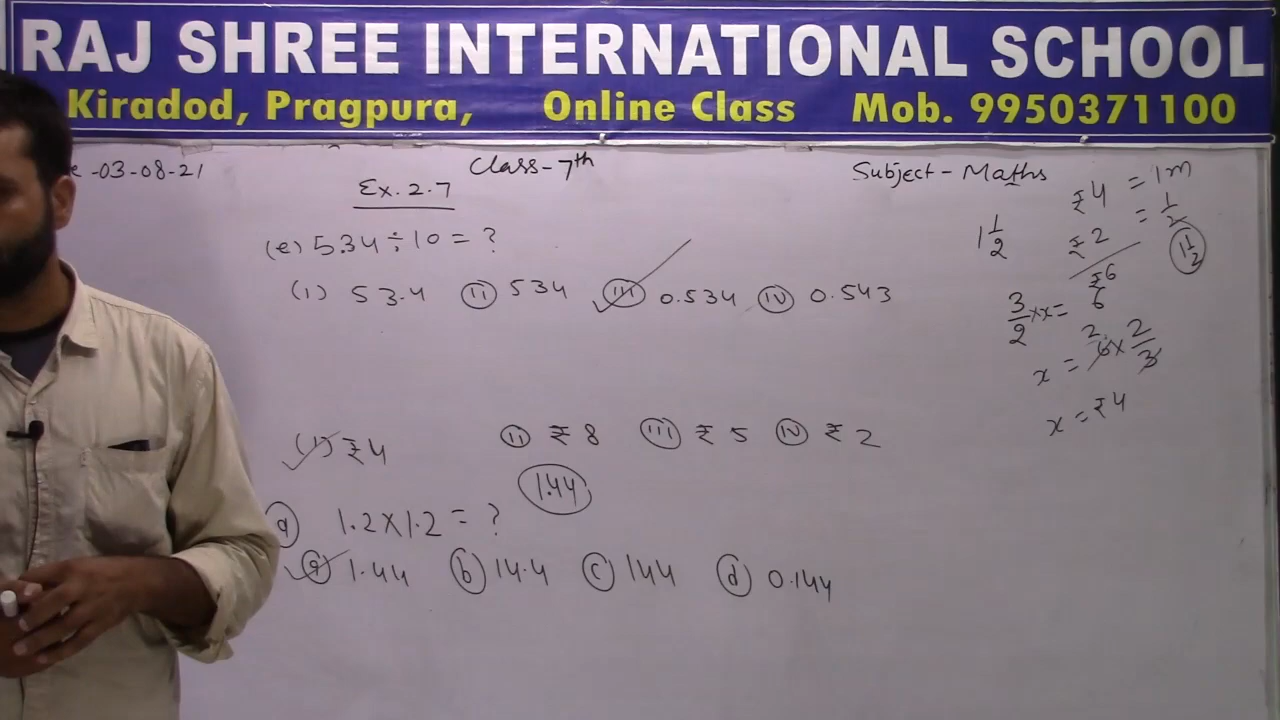 RAJ SHREE INTERNATIONAL SCHOOL
Kiradod, Pragpura, Online Class Mob. 9950371100
e -03-08-21 Class-7th Subject - Maths
Ex. 2.7
(e) 5.34 ÷ 10 = ?
(i) 53.4 (ii) 534 (iii) 0.534 (iv) 0.543
(i) ₹4 (ii) ₹ 8 (iii) ₹ 5 (iv) ₹ 2
1.44
(a) 1.2 X 1.2 = ?
(a) 1.44 (b) 14.4 (c) 144 (d) 0.144
₹4 = 1m
1 1/2 ₹2 = 1/2
1 1/2
₹6
3/2 × x = 6
2
x = 6 × 2/3
x = ₹4